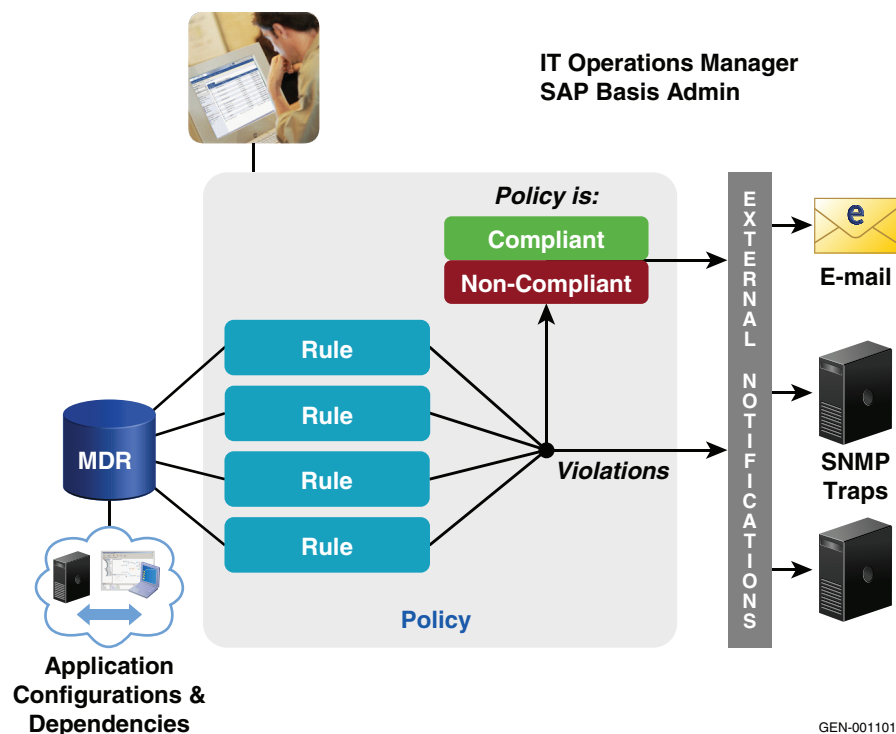 IT Operations Manager
SAP Basis Admin
Policy is:
Compliant
Non-Compliant
Rule
Rule
Rule
Rule
MDR
Violations
Policy
Application
Configurations &
Dependencies
EXTERNAL NOTIFICATIONS
e
E-mail
SNMP
Traps
GEN-001101